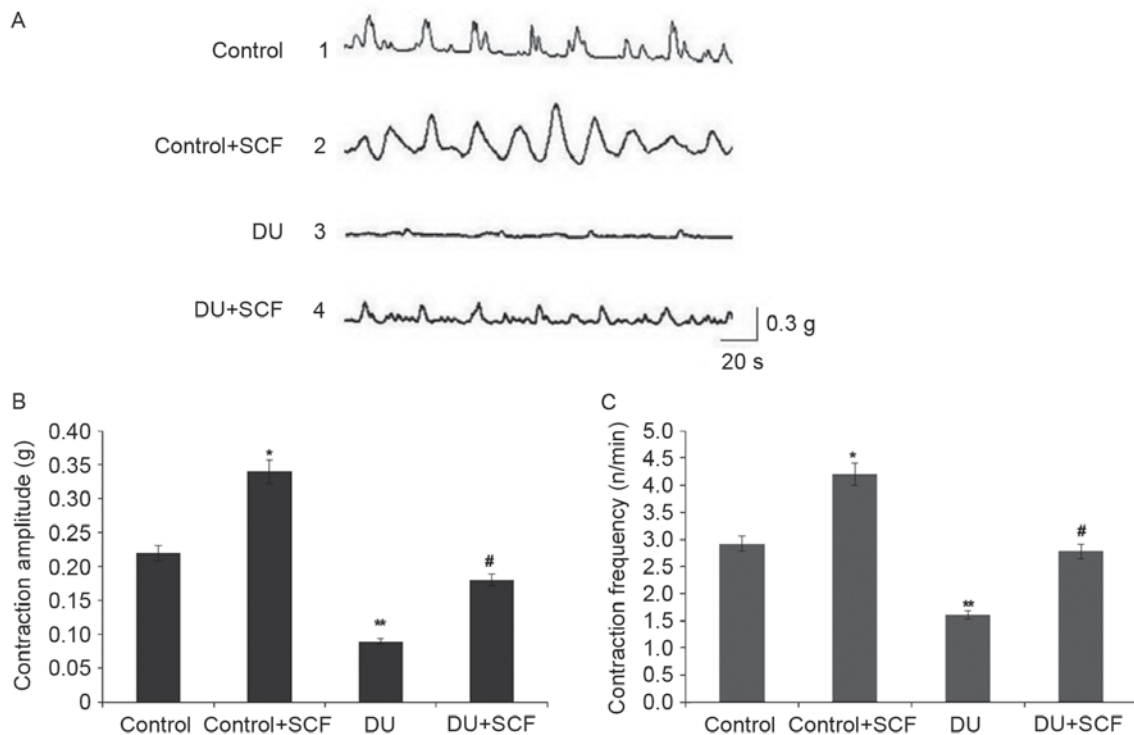 A
Control 1
Control+SCF 2
DU 3
DU+SCF 4
0.3 g
20 s
B
Contraction amplitude (g)
0.40
0.35
0.30
0.25
0.20
0.15
0.10
0.05
0
*
**
#
Control Control+SCF DU DU+SCF
C
Contraction frequency (n/min)
5.0
4.5
4.0
3.5
3.0
2.5
2.0
1.5
1.0
0.5
0.0
*
**
#
Control Control+SCF DU DU+SCF